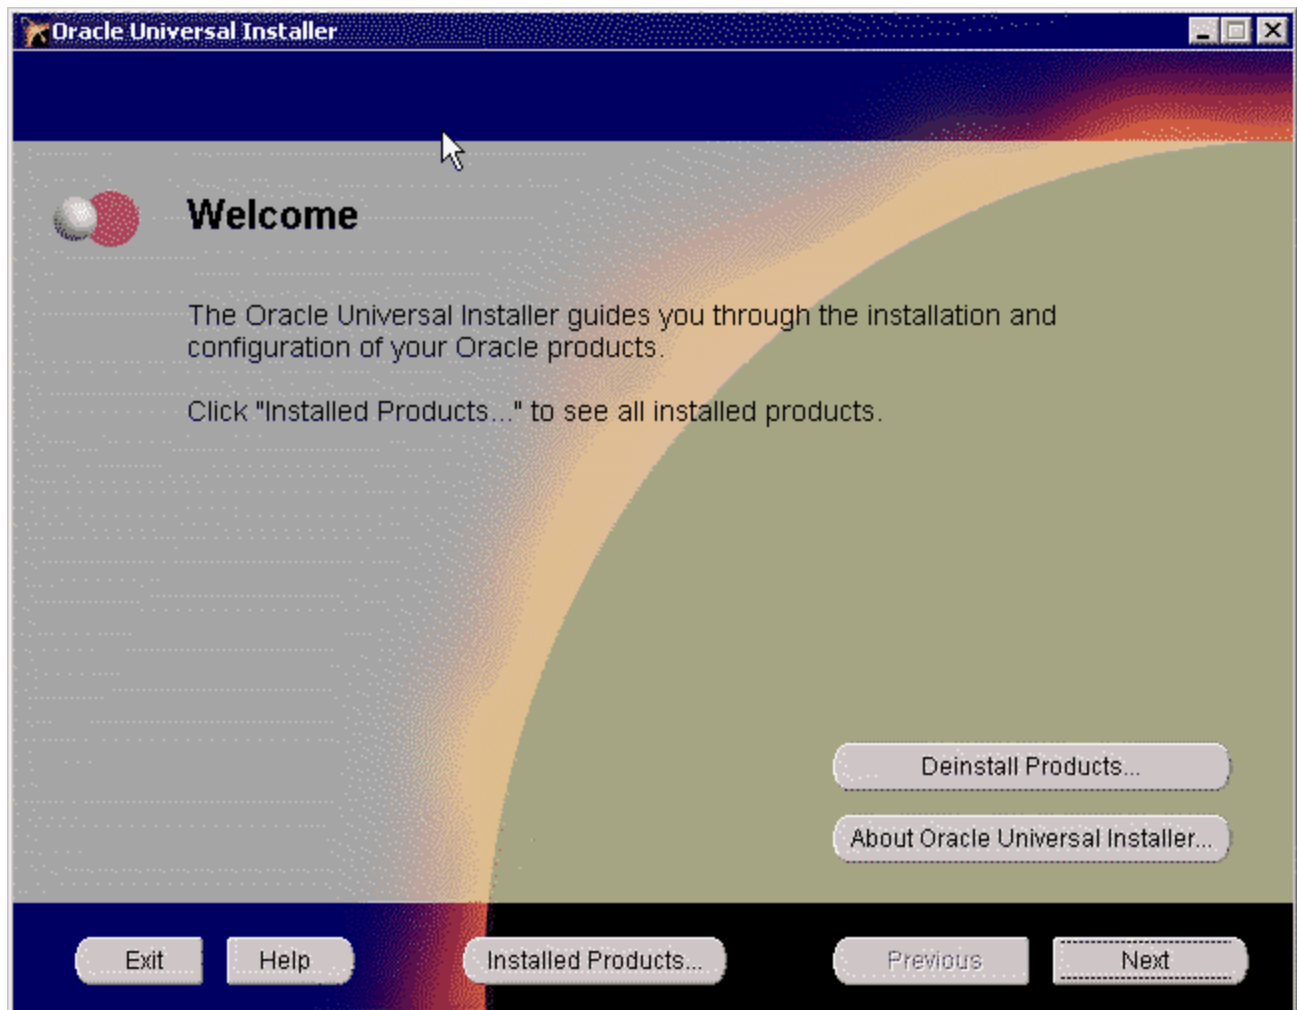 Oracle Universal Installer
Welcome
The Oracle Universal Installer guides you through the installation and
configuration of your Oracle products.
Click "Installed Products..." to see all installed products.
Deinstall Products...
About Oracle Universal Installer...
Exit
Help
Installed Products...
Previous
Next